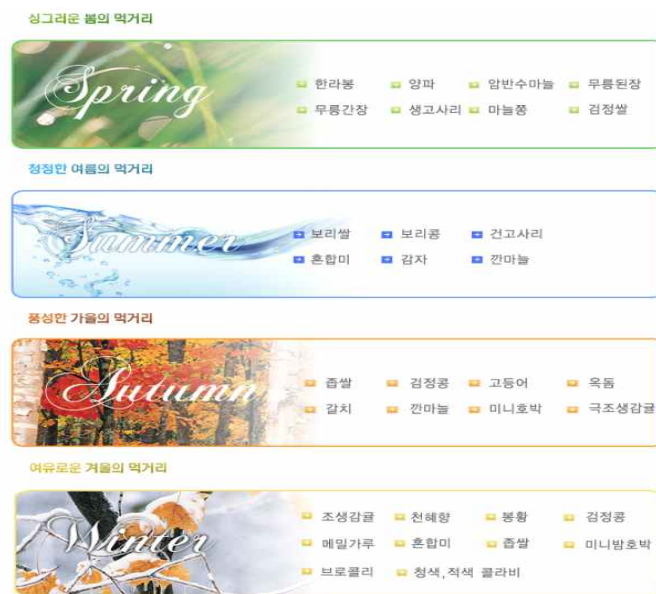 싱그러운 봄의 먹거리
Spring
한라봉 양파 암반수마늘 무릉된장
무릉간장 생고사리 마늘쫑 검정쌀
청정한 여름의 먹거리
Summer
보리쌀 보리콩 건고사리
혼합미 감자 깐마늘
풍성한 가을의 먹거리
Autumn
좁쌀 검정콩 고등어 옥돔
갈치 깐마늘 미니호박 극조생감귤
여유로운 겨울의 먹거리
Winter
조생감귤 천혜향 봉황 검정콩
메밀가루 혼합미 좁쌀 미니밤호박
브로콜리 청색,적색 콜라비